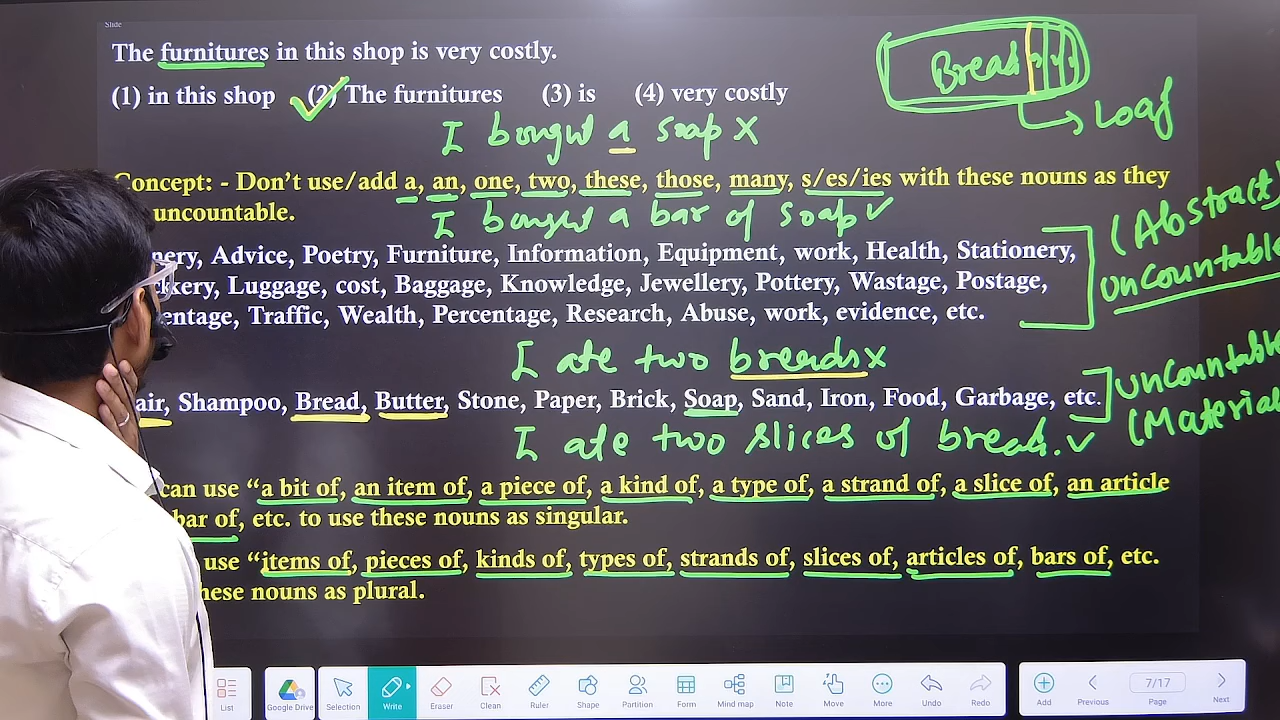 Slide
The furnitures in this shop is very costly.
Bread
(1) in this shop (2) The furnitures (3) is (4) very costly
Loaf
I bought a soap X
Concept: - Don't use/add a, an, one, two, these, those, many, s/es/ies with these nouns as they
uncountable.
I bought a bar of soap ✓
(Abstract)
nery, Advice, Poetry, Furniture, Information, Equipment, work, Health, Stationery,
uncountable
kery, Luggage, cost, Baggage, Knowledge, Jewellery, Pottery, Wastage, Postage,
entage, Traffic, Wealth, Percentage, Research, Abuse, work, evidence, etc.
I ate two breads x
air, Shampoo, Bread, Butter, Stone, Paper, Brick, Soap, Sand, Iron, Food, Garbage, etc.
uncountable
(Material
I ate two slices of bread. ✓
can use “a bit of, an item of, a piece of, a kind of, a type of, a strand of, a slice of, an article
bar of, etc. to use these nouns as singular.
use “items of, pieces of, kinds of, types of, strands of, slices of, articles of, bars of, etc.
hese nouns as plural.
List Google Drive Selection Write Eraser Clean Ruler Shape Partition Form Mind map Note Move More Undo Redo Add Previous 7/17 Page Next